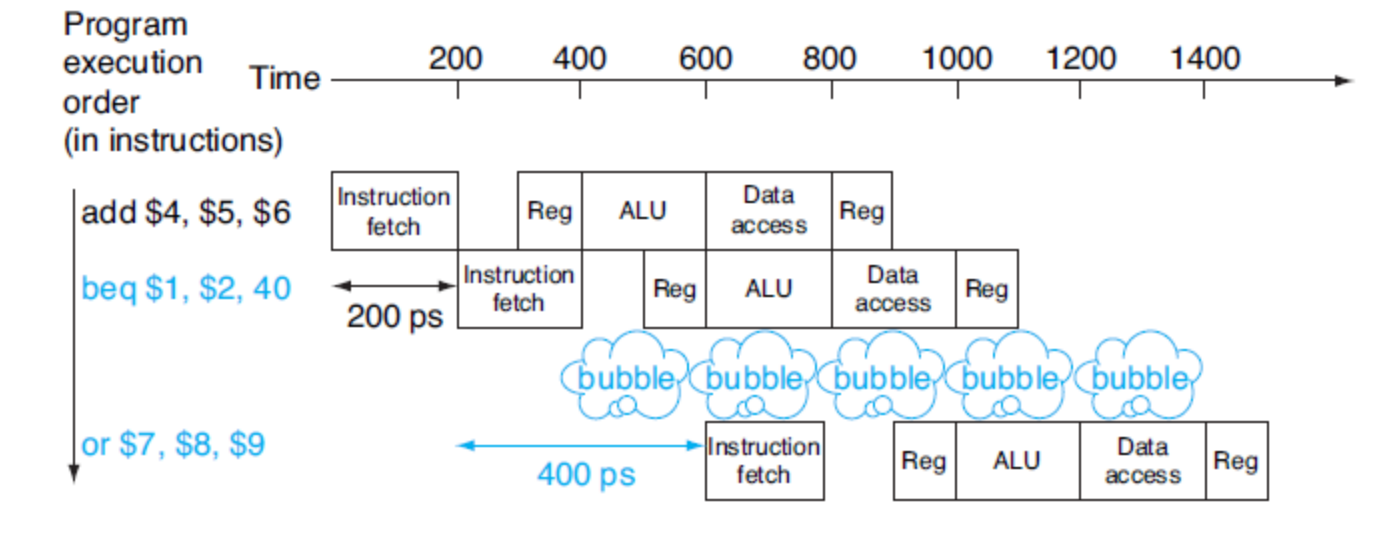 Program
execution
order
(in instructions)
Time
200 400 600 800 1000 1200 1400
add $4, $5, $6
Instruction
fetch
Reg
ALU
Data
access
Reg
beq $1, $2, 40
200 ps
Instruction
fetch
Reg
ALU
Data
access
Reg
bubble bubble bubble bubble bubble
or $7, $8, $9
400 ps
Instruction
fetch
Reg
ALU
Data
access
Reg